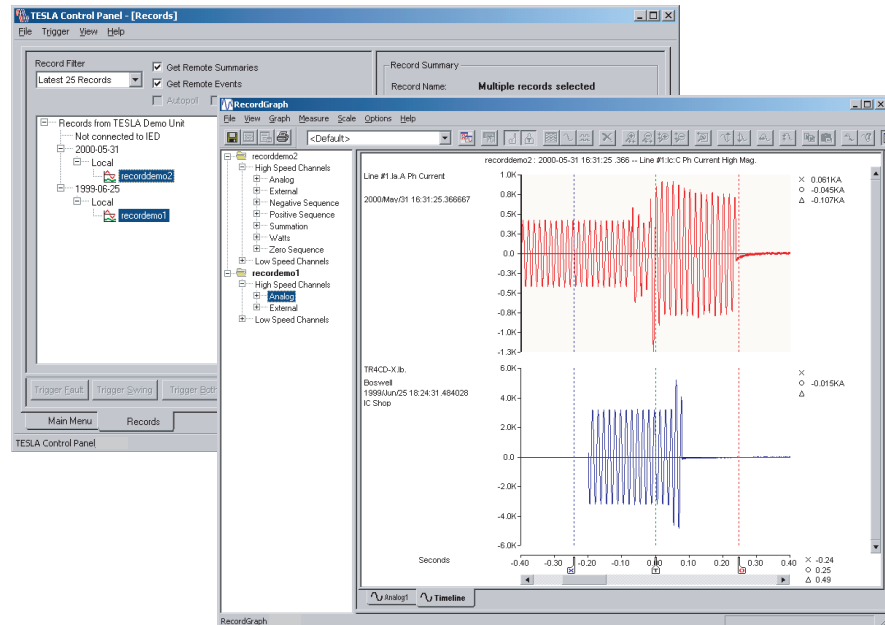 TESLA Control Panel - [Records]
File Trigger View Help
Record Filter
Latest 25 Records
Get Remote Summaries
Get Remote Events
Autopoll
Record Summary
Record Name: Multiple records selected
Records from TESLA Demo Unit
Not connected to IED
2000-05-31
Local
recorddemo2
1999-06-25
Local
recordemo1
Trigger Fault Trigger Swing Trigger Both
Main Menu Records
TESLA Control Panel
RecordGraph
File View Graph Measure Scale Options Help
<Default>
recorddemo2
High Speed Channels
Analog
External
Negative Sequence
Positive Sequence
Summation
Watts
Zero Sequence
Low Speed Channels
recordemo1
High Speed Channels
Analog
External
Low Speed Channels
recorddemo2 : 2000-05-31 16:31:25 .366 -- Line #1:Ic:C Ph Current High Mag.
Line #1.Ia.A Ph Current
2000/May/31 16:31:25.366667
1.0K
0.8K
0.5K
0.3K
0.0
-0.3K
-0.5K
-0.8K
-1.0K
-1.3K
X 0.061KA
O -0.045KA
Δ -0.107KA
TR4CD-X.Ib.
Boswell
1999/Jun/25 18:24:31.484028
IC Shop
6.0K
4.0K
2.0K
0.0
-2.0K
-4.0K
-6.0K
X
O -0.015KA
Δ
Seconds
-0.40 -0.30 -0.20 -0.10 0.00 0.10 0.20 0.30 0.40
X T O
X -0.24
O 0.25
Δ 0.49
Analog1 Timeline
RecordGraph